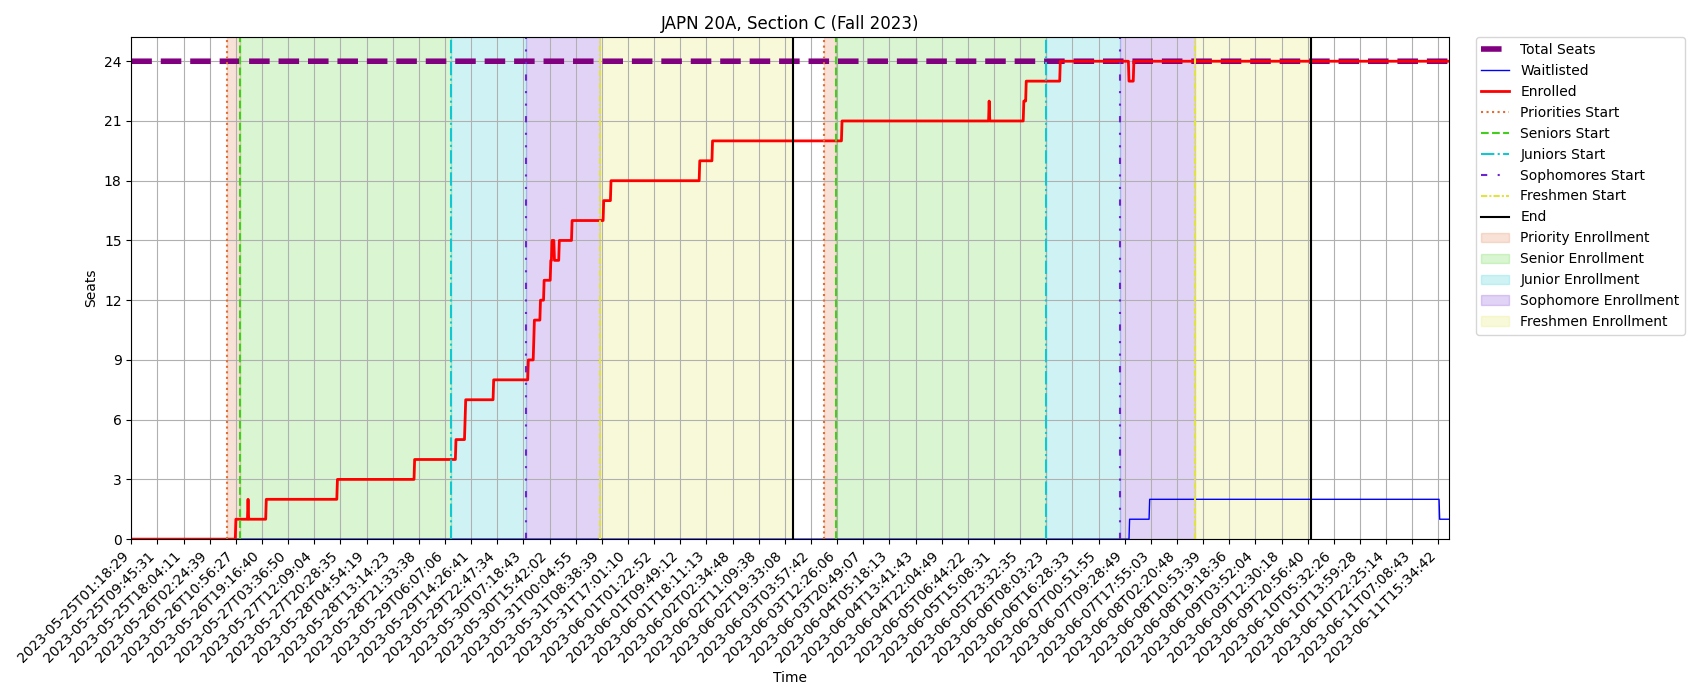 JAPN 20A, Section C (Fall 2023)
Seats
24
21
18
15
12
9
6
3
0
2023-05-25T01:18:29
2023-05-25T09:45:31
2023-05-25T18:04:11
2023-05-26T02:24:39
2023-05-26T10:56:27
2023-05-26T19:16:40
2023-05-27T03:36:50
2023-05-27T12:09:04
2023-05-27T20:28:35
2023-05-28T04:54:19
2023-05-28T13:14:23
2023-05-28T21:33:38
2023-05-29T06:07:06
2023-05-29T14:26:41
2023-05-29T22:47:34
2023-05-30T07:18:43
2023-05-30T15:42:02
2023-05-31T00:04:55
2023-05-31T08:38:39
2023-05-31T17:01:10
2023-06-01T01:22:52
2023-06-01T09:49:12
2023-06-01T18:11:13
2023-06-02T02:34:48
2023-06-02T11:09:38
2023-06-02T19:33:08
2023-06-03T03:57:42
2023-06-03T12:26:06
2023-06-03T20:49:07
2023-06-04T05:18:13
2023-06-04T13:41:43
2023-06-04T22:04:49
2023-06-05T06:44:22
2023-06-05T15:08:31
2023-06-05T23:32:35
2023-06-06T08:03:23
2023-06-06T16:28:33
2023-06-07T00:51:55
2023-06-07T09:28:49
2023-06-07T17:55:03
2023-06-08T02:20:48
2023-06-08T10:53:39
2023-06-08T19:18:36
2023-06-09T03:52:04
2023-06-09T12:30:18
2023-06-09T20:56:40
2023-06-10T05:32:26
2023-06-10T13:59:28
2023-06-10T22:25:14
2023-06-11T07:08:43
2023-06-11T15:34:42
Time
Total Seats
Waitlisted
Enrolled
Priorities Start
Seniors Start
Juniors Start
Sophomores Start
Freshmen Start
End
Priority Enrollment
Senior Enrollment
Junior Enrollment
Sophomore Enrollment
Freshmen Enrollment